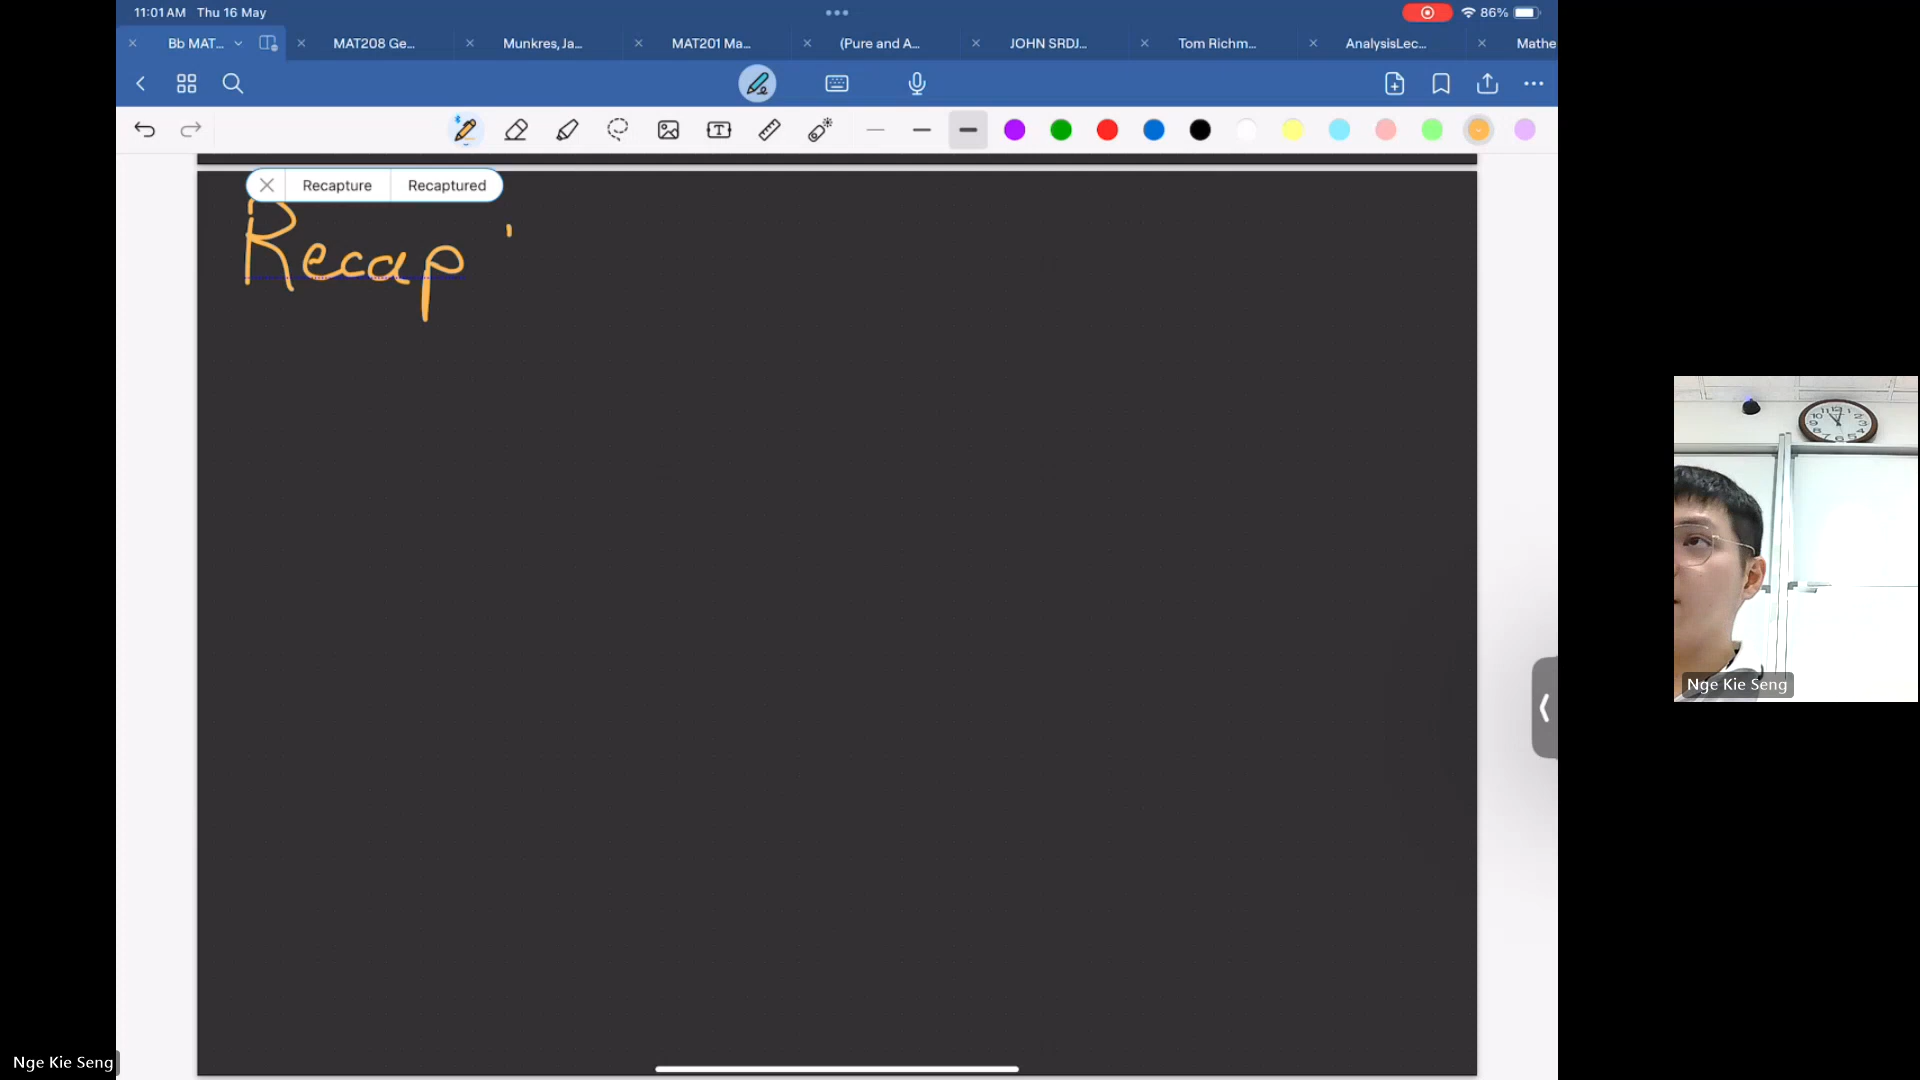 11:01 AM Thu 16 May
86%
Bb MAT...
MAT208 Ge...
Munkres, Ja...
MAT201 Ma...
(Pure and A...
JOHN SRDJ...
Tom Richm...
AnalysisLec...
Mathe
Recapture
Recaptured
Recap
Nge Kie Seng
Nge Kie Seng